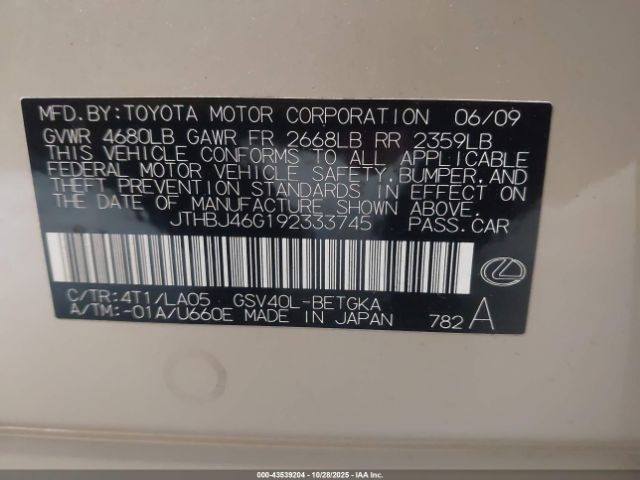 MFD.BY:TOYOTA MOTOR CORPORATION 06/09
GVWR 4680LB GAWR FR 2668LB RR 2359LB
THIS VEHICLE CONFORMS TO ALL APPLICABLE
FEDERAL MOTOR VEHICLE SAFETY,BUMPER,AND
THEFT PREVENTION STANDARDS IN EFFECT ON
THE DATE OF MANUFACTURE SHOWN ABOVE.
JTHBJ46G192333745 PASS.CAR
C/TR:4T1/LA05 GSV40L-BETGKA
A/TM:-01A/U660E MADE IN JAPAN 782 A
000-43539204 - 10/28/2025 - IAA Inc.